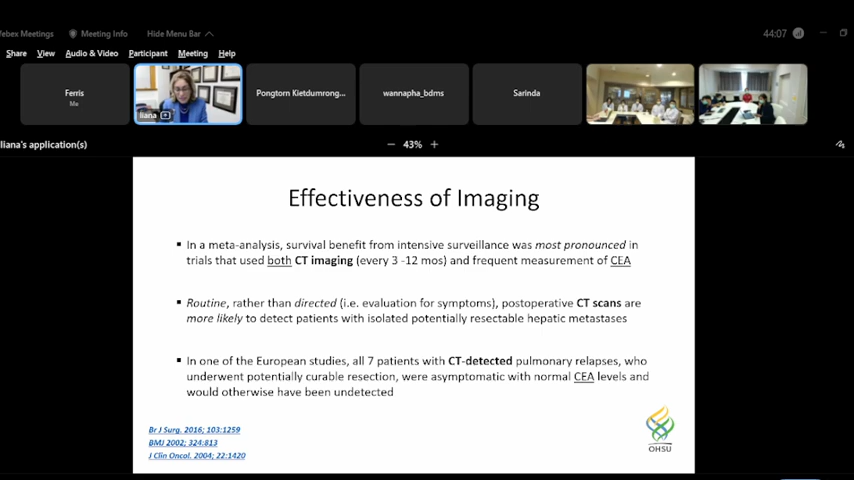 ebex Meetings Meeting Info Hide Menu Bar 44:07
Share View Audio & Video Participant Meeting Help
Ferris
Me
liana
Pongtorn Kietdumrong...
wannapha_bdms
Sarinda
liana's application(s) 43%
Effectiveness of Imaging
In a meta-analysis, survival benefit from intensive surveillance was most pronounced in
trials that used both CT imaging (every 3 -12 mos) and frequent measurement of CEA
Routine, rather than directed (i.e. evaluation for symptoms), postoperative CT scans are
more likely to detect patients with isolated potentially resectable hepatic metastases
In one of the European studies, all 7 patients with CT-detected pulmonary relapses, who
underwent potentially curable resection, were asymptomatic with normal CEA levels and
would otherwise have been undetected
Br J Surg. 2016; 103:1259
BMJ 2002; 324:813
J Clin Oncol. 2004; 22:1420
OHSU